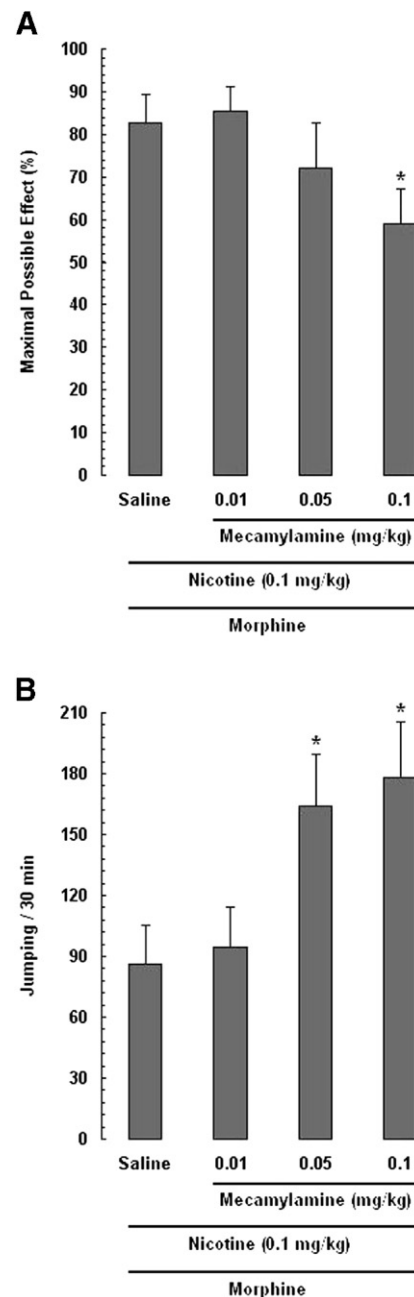 A
Maximal Possible Effect (%)
100
90
80
70
60
50
40
30
20
10
0
*
Saline 0.01 0.05 0.1
Mecamylamine (mg/kg)
Nicotine (0.1 mg/kg)
Morphine
B
Jumping / 30 min
210
180
150
120
90
60
30
0
* *
Saline 0.01 0.05 0.1
Mecamylamine (mg/kg)
Nicotine (0.1 mg/kg)
Morphine